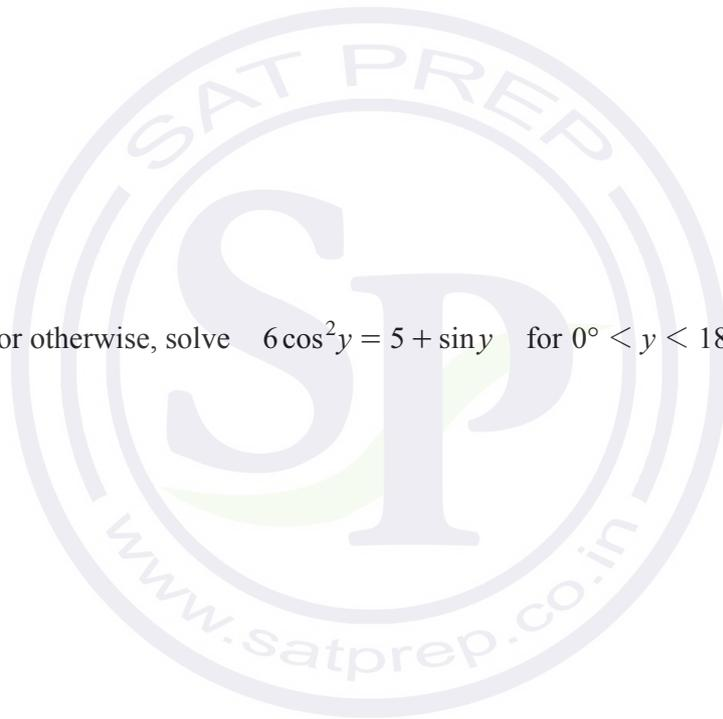 SAT PREP
SP
or otherwise, solve 6 cos²y = 5 + sin y for 0° < y < 18
www.satprep.co.in